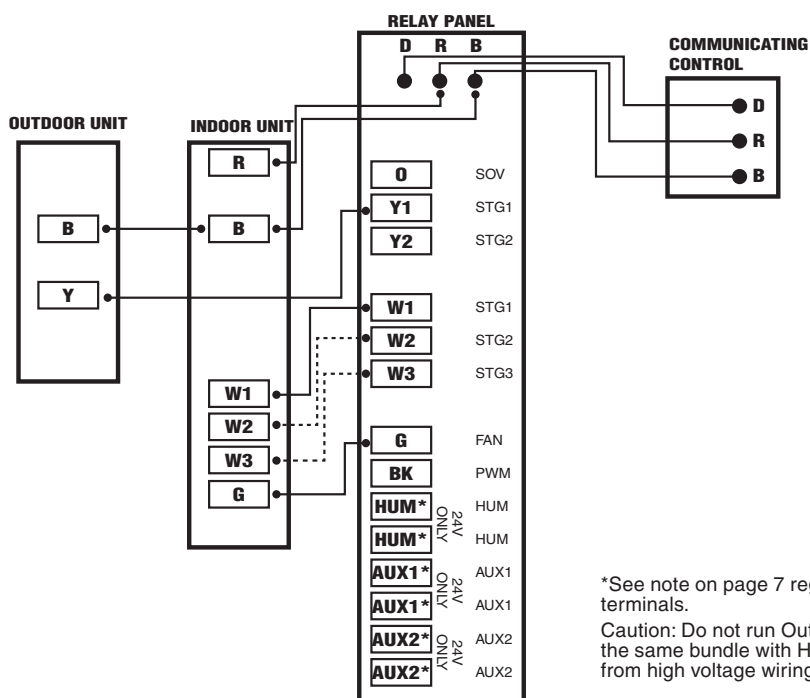 RELAY PANEL
D R B
COMMUNICATING
CONTROL
D
R
B
OUTDOOR UNIT
B
Y
INDOOR UNIT
R
B
W1
W2
W3
G
O SOV
Y1 STG1
Y2 STG2
W1 STG1
W2 STG2
W3 STG3
G FAN
BK PWM
HUM* HUM
24V
ONLY
HUM* HUM
AUX1* AUX1
24V
ONLY
AUX1* AUX1
AUX2* AUX2
24V
ONLY
AUX2* AUX2
*See note on page 7
terminals.
Caution: Do not run
the same bundle with
from high voltage wiring